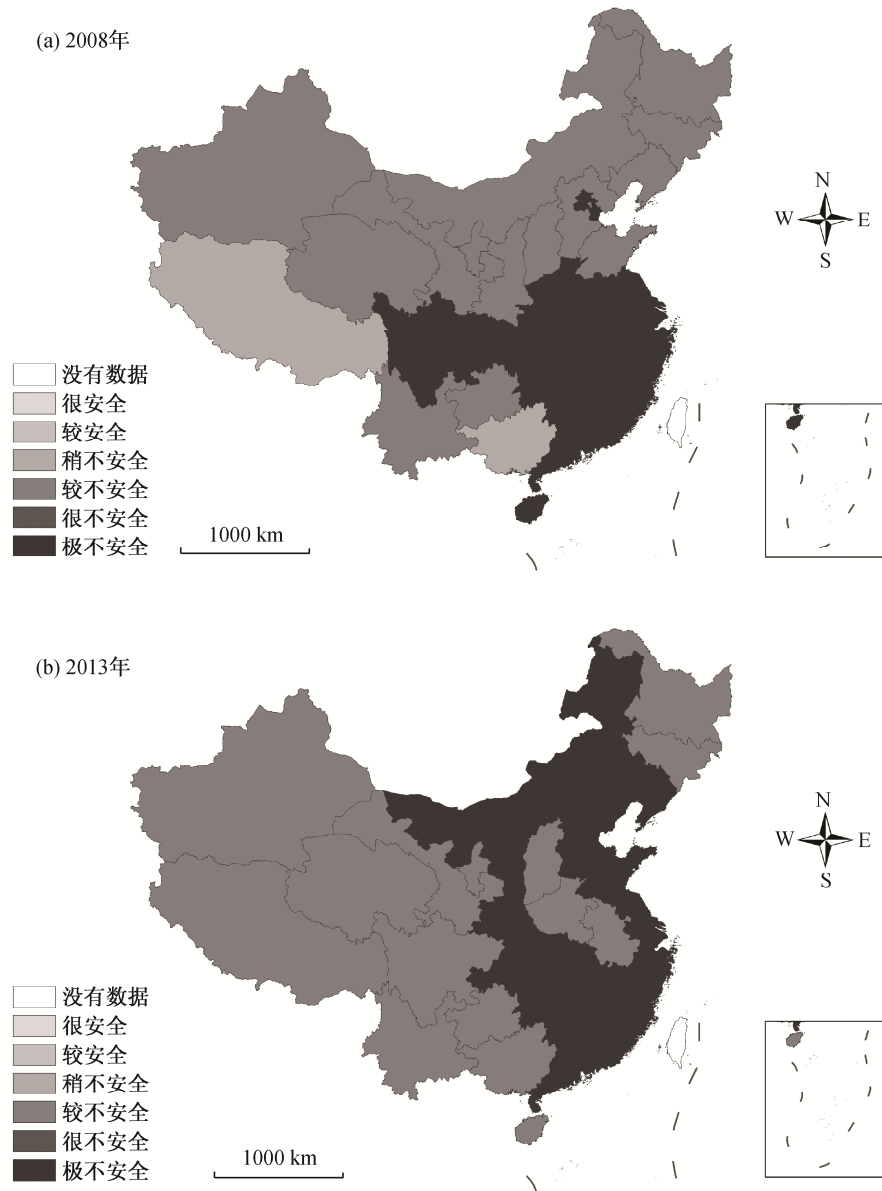 (a) 2008年
N
W E
S
没有数据
很安全
较安全
稍不安全
较不安全
很不安全
极不安全
1000 km
(b) 2013年
N
W E
S
没有数据
很安全
较安全
稍不安全
较不安全
很不安全
极不安全
1000 km